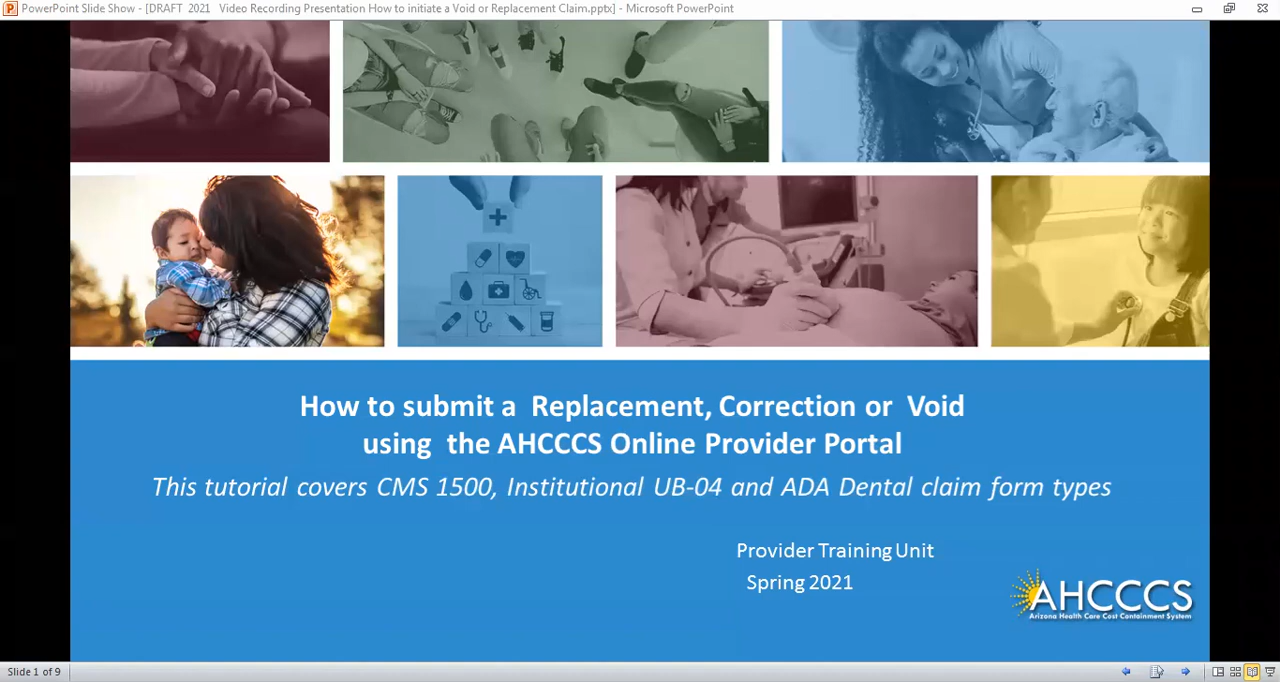 PowerPoint Slide Show - [DRAFT 2021 Video Recording Presentation How to initiate a Void or Replacement Claim.pptx] - Microsoft PowerPoint
How to submit a Replacement, Correction or Void
using the AHCCCS Online Provider Portal
This tutorial covers CMS 1500, Institutional UB-04 and ADA Dental claim form types
Provider Training Unit
Spring 2021
AHCCCS
Arizona Health Care Cost Containment System
Slide 1 of 9